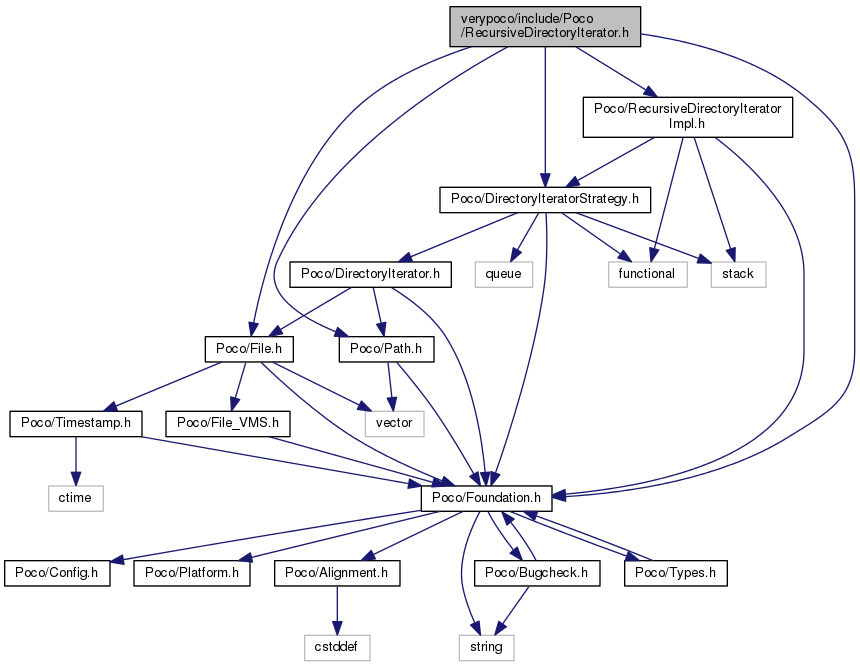 verypoco/include/Poco
/RecursiveDirectoryIterator.h
Poco/RecursiveDirectoryIterator
Impl.h
Poco/DirectoryIteratorStrategy.h
Poco/DirectoryIterator.h
queue
functional
stack
Poco/File.h
Poco/Path.h
Poco/Timestamp.h
Poco/File_VMS.h
vector
ctime
Poco/Foundation.h
Poco/Config.h
Poco/Platform.h
Poco/Alignment.h
Poco/Bugcheck.h
Poco/Types.h
cstddef
string